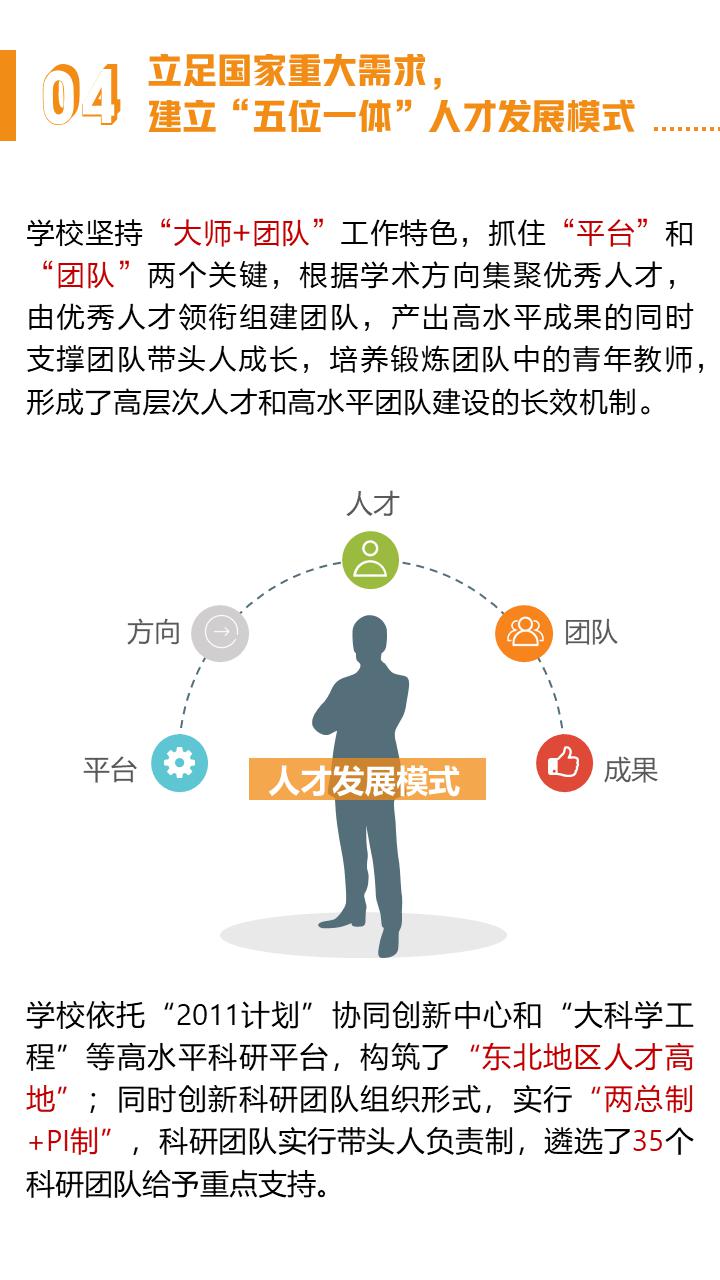 04
立足国家重大需求，
建立“五位一体”人才发展模式
学校坚持“大师+团队”工作特色，抓住“平台”和
“团队”两个关键，根据学术方向集聚优秀人才，
由优秀人才领衔组建团队，产出高水平成果的同时
支撑团队带头人成长，培养锻炼团队中的青年教师，
形成了高层次人才和高水平团队建设的长效机制。
人才
方向
团队
平台
成果
人才发展模式
学校依托“2011计划”协同创新中心和“大科学工
程”等高水平科研平台，构筑了“东北地区人才高
地”；同时创新科研团队组织形式，实行“两总制
+PI制”，科研团队实行带头人负责制，遴选了35个
科研团队给予重点支持。